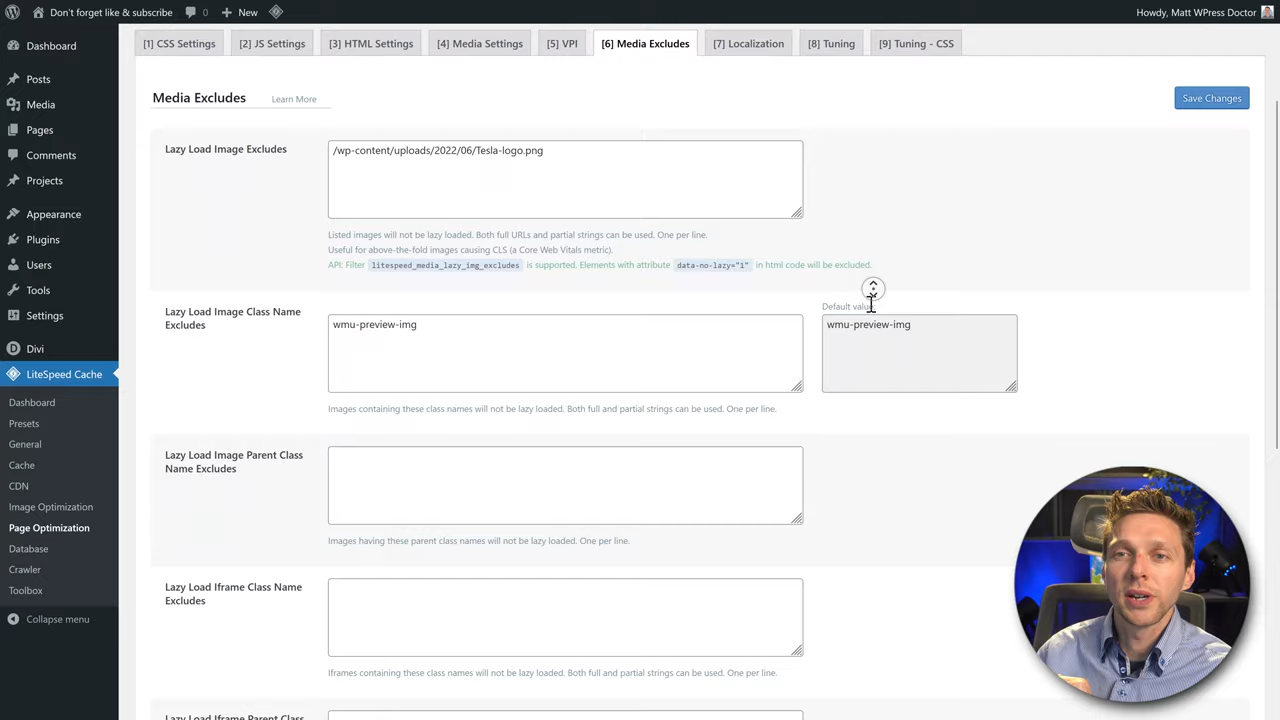 Don't forget like & subscribe
0
New
Howdy, Matt WPress Doctor
Dashboard
Posts
Media
Pages
Comments
Projects
Appearance
Plugins
Users
Tools
Settings
Divi
LiteSpeed Cache
Dashboard
Presets
General
Cache
CDN
Image Optimization
Page Optimization
Database
Crawler
Toolbox
Collapse menu
[1] CSS Settings
[2] JS Settings
[3] HTML Settings
[4] Media Settings
[5] VPI
[6] Media Excludes
[7] Localization
[8] Tuning
[9] Tuning - CSS
Media Excludes
Learn More
Save Changes
Lazy Load Image Excludes
/wp-content/uploads/2022/06/Tesla-logo.png
Listed images will not be lazy loaded. Both full URLs and partial strings can be used. One per line.
Useful for above-the-fold images causing CLS (a Core Web Vitals metric).
API: Filter litespeed_media_lazy_img_excludes is supported. Elements with attribute data-no-lazy="1" in html code will be excluded.
Lazy Load Image Class Name
Excludes
wmu-preview-img
Default value
wmu-preview-img
Images containing these class names will not be lazy loaded. Both full and partial strings can be used. One per line.
Lazy Load Image Parent Class
Name Excludes
Images having these parent class names will not be lazy loaded. One per line.
Lazy Load Iframe Class Name
Excludes
Iframes containing these class names will not be lazy loaded. Both full and partial strings can be used. One per line.
Lazy Load Iframe Parent Class